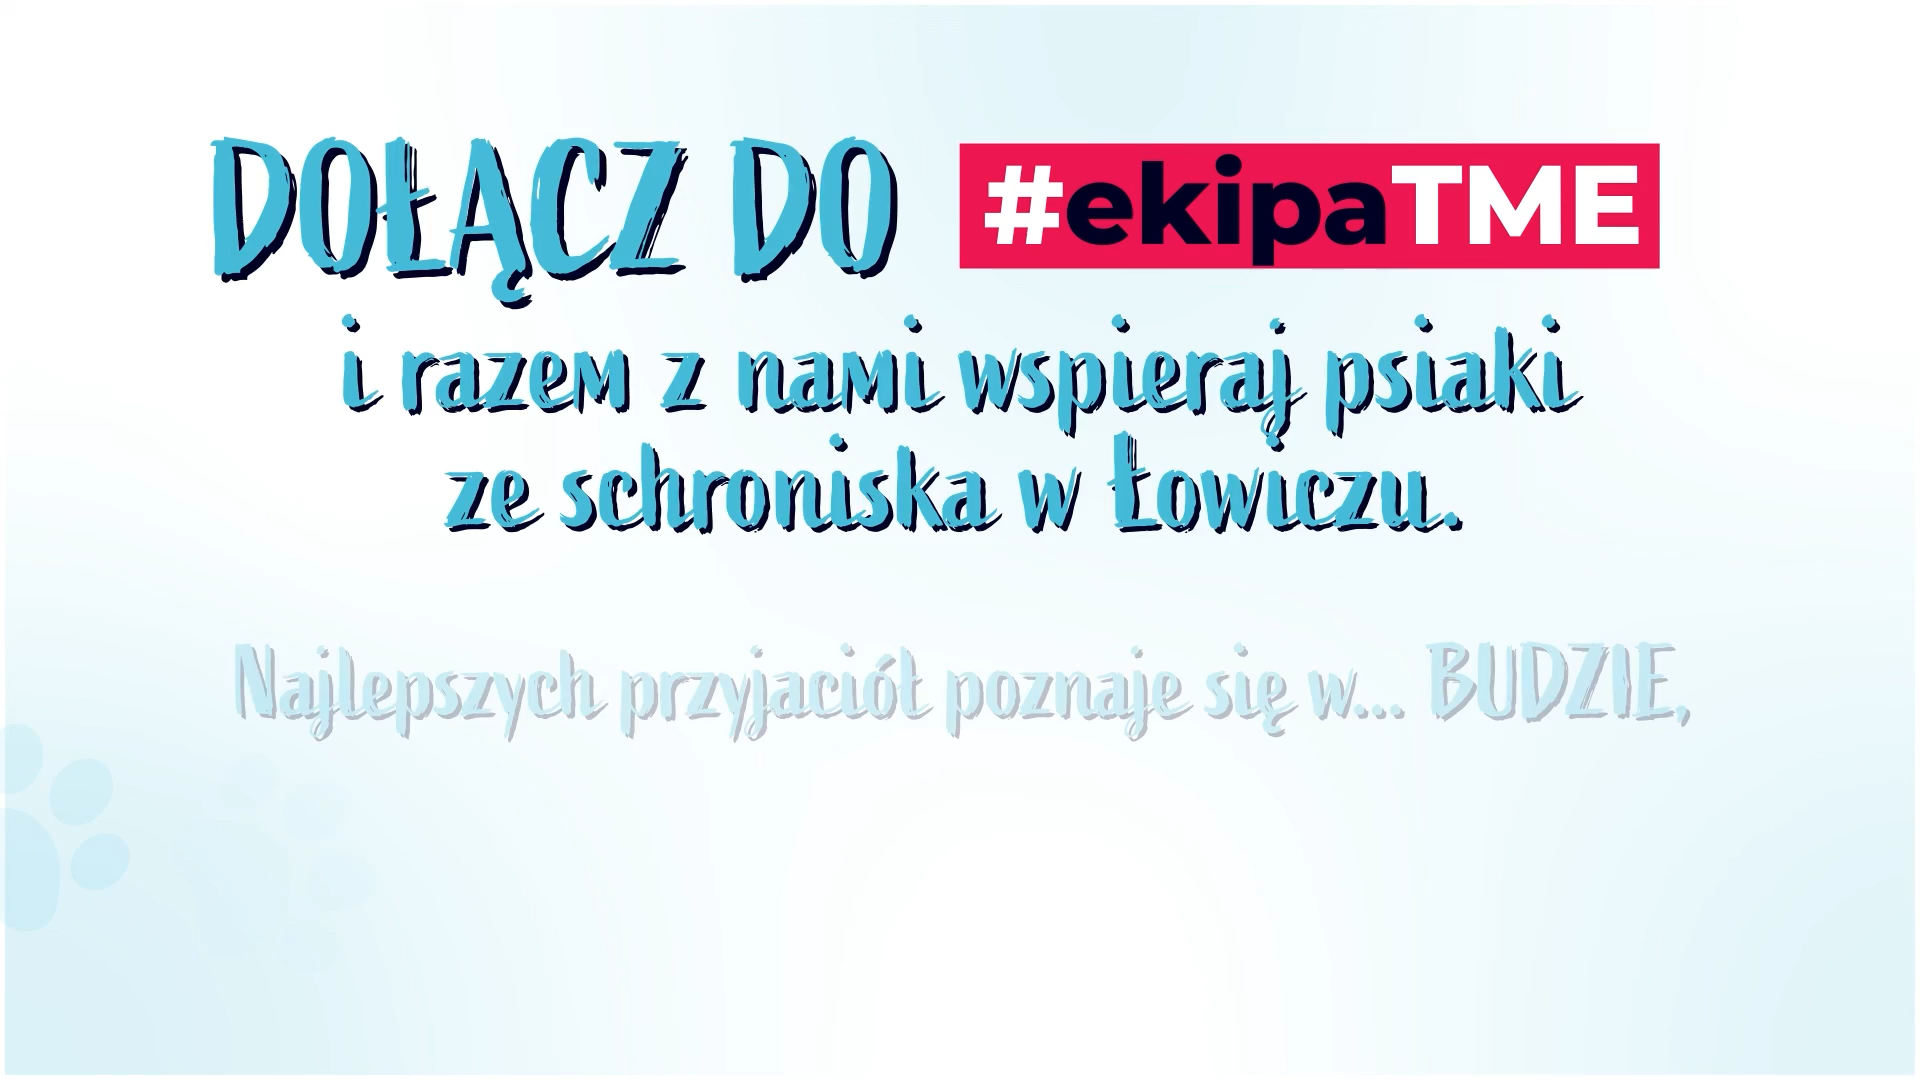 DOŁĄCZ DO #ekipaTME
i razem z nami wspieraj psiaki
ze schroniska w Łowiczu.
Najlepszych przyjaciół poznaje się w... BUDZIE,